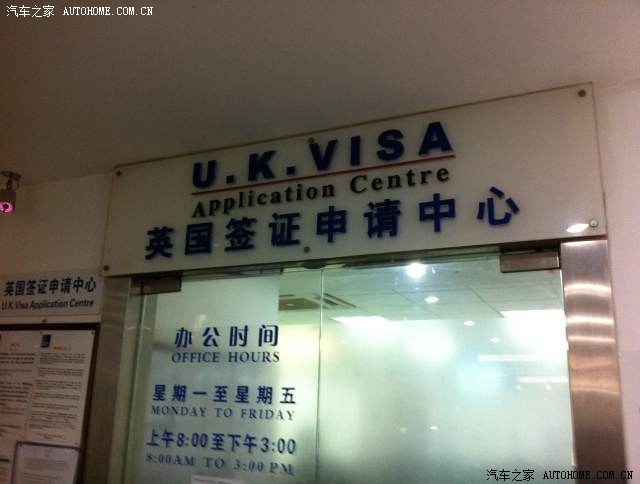 汽车之家 AUTOHOME.COM.CN
U.K.VISA
Application Centre
英国签证申请中心
英国签证申请中心
U.K Visa Application Centre
办公时间
OFFICE HOURS
星期一至星期五
MONDAY TO FRIDAY
上午8:00至下午3:00
8:00AM TO 3:00 PM
汽车之家 AUTOHOME.COM.CN